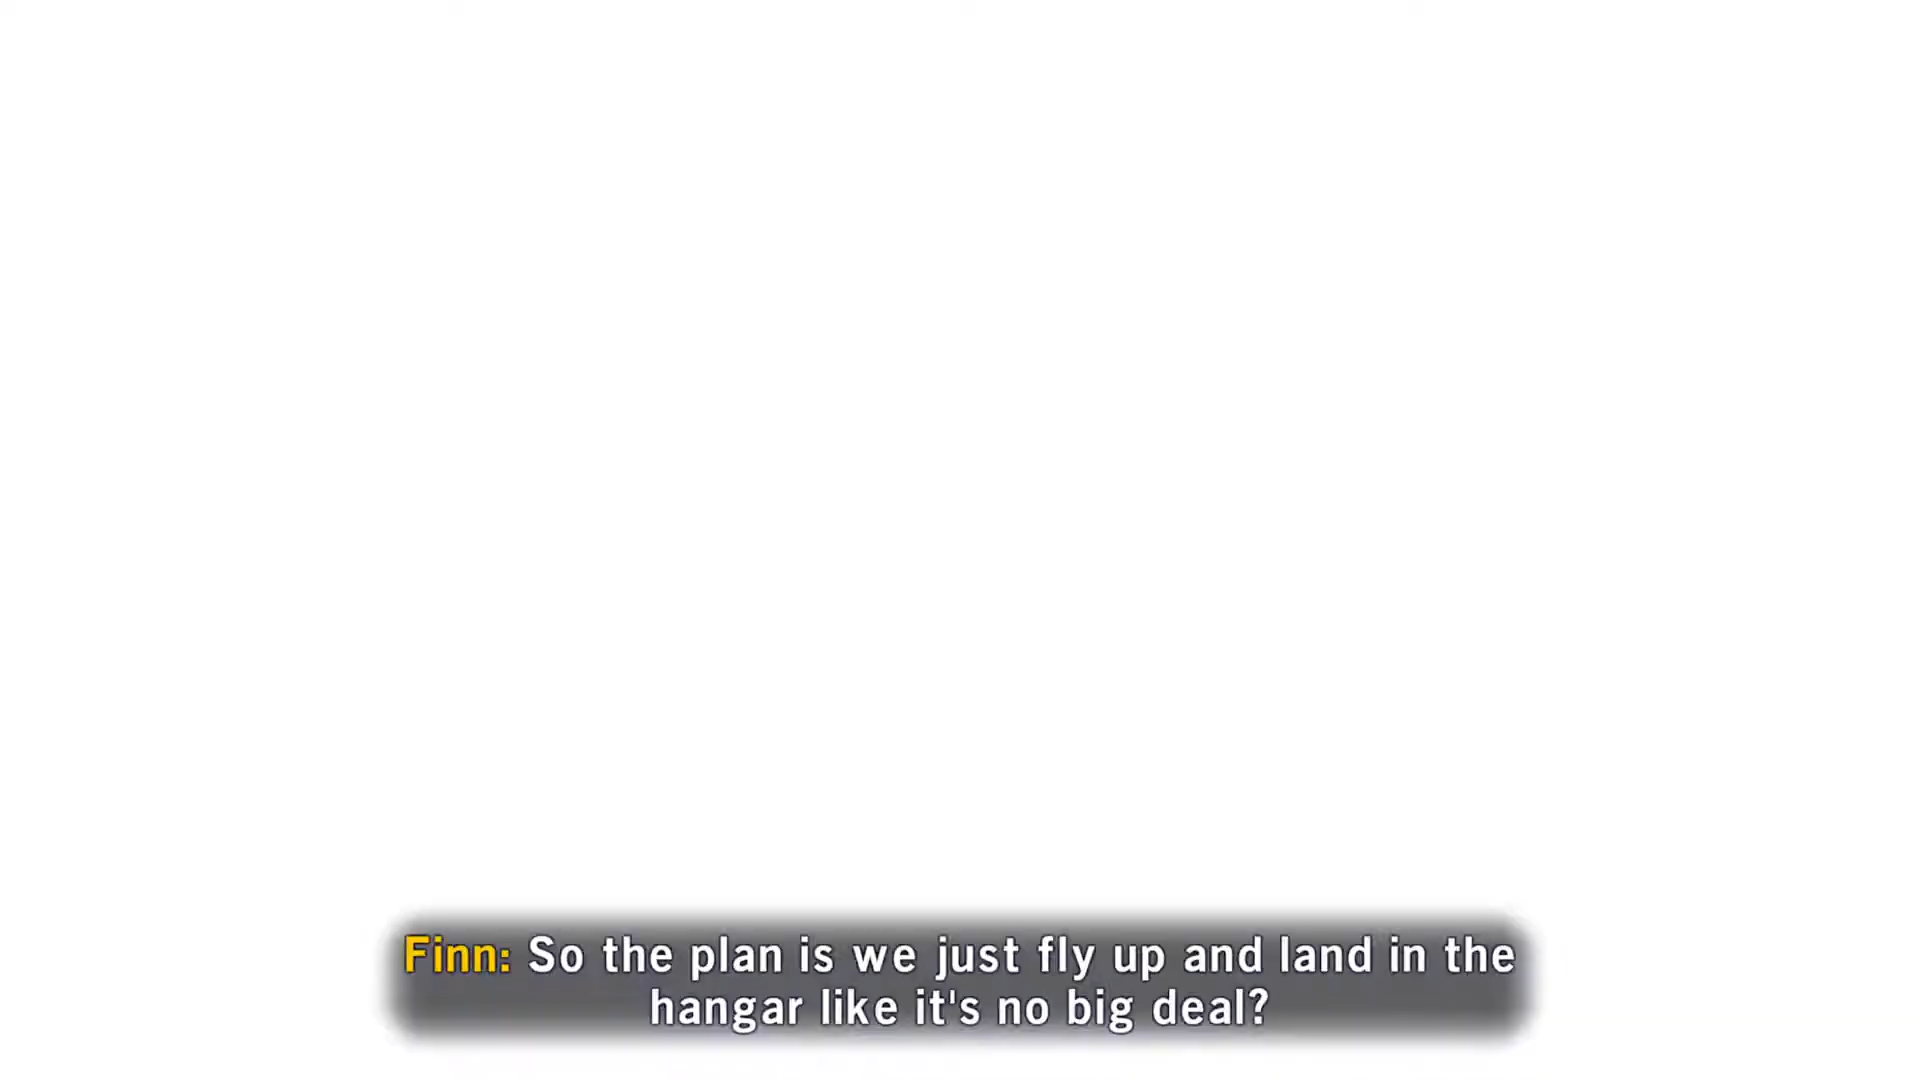 Finn: So the plan is we just fly up and land in the
hangar like it's no big deal?